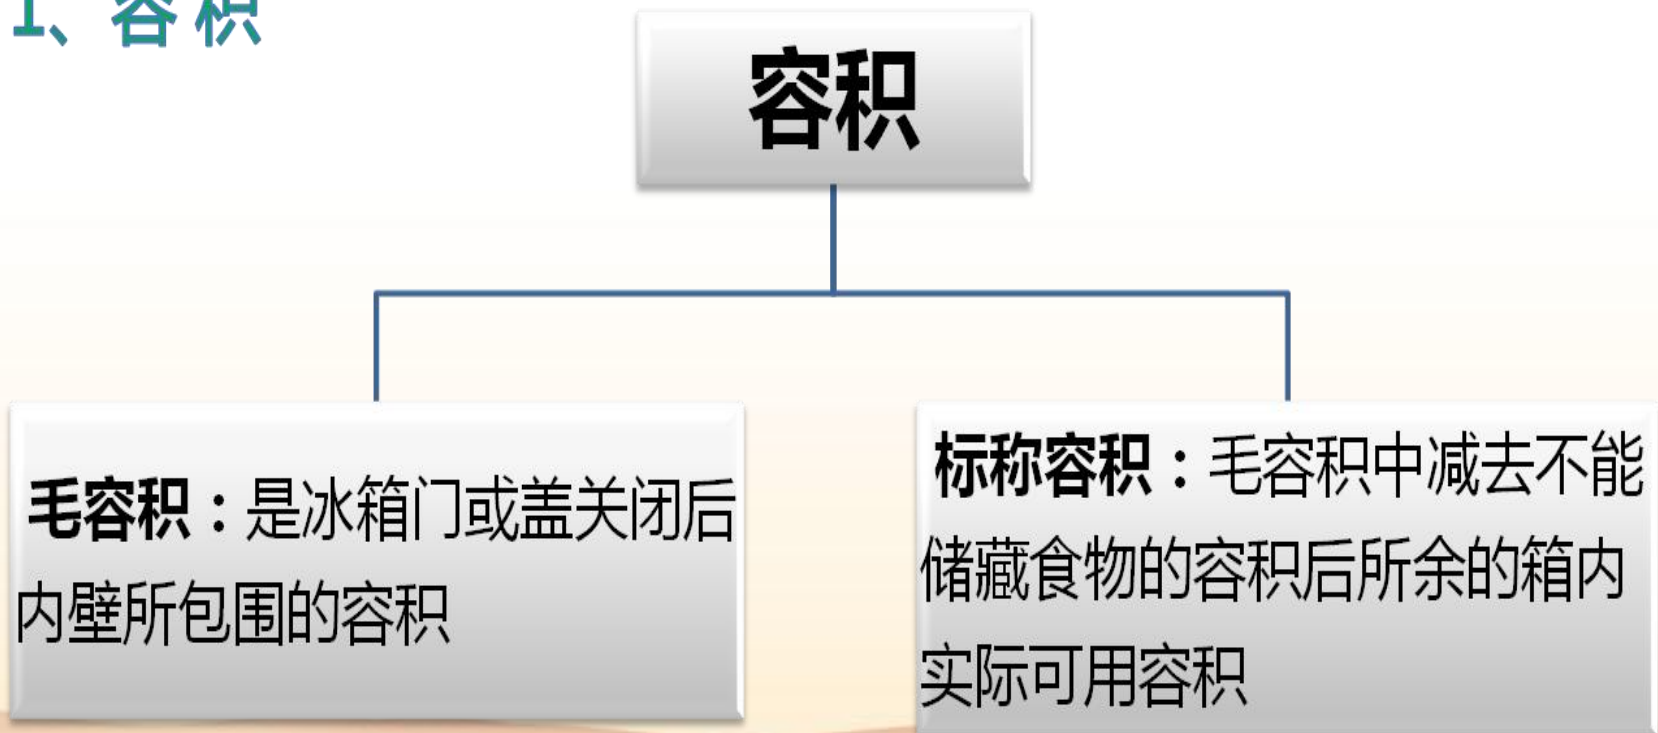 1、容积
容积
毛容积：是冰箱门或盖关闭后
内壁所包围的容积
标称容积：毛容积中减去不能
储藏食物的容积后所余的箱内
实际可用容积